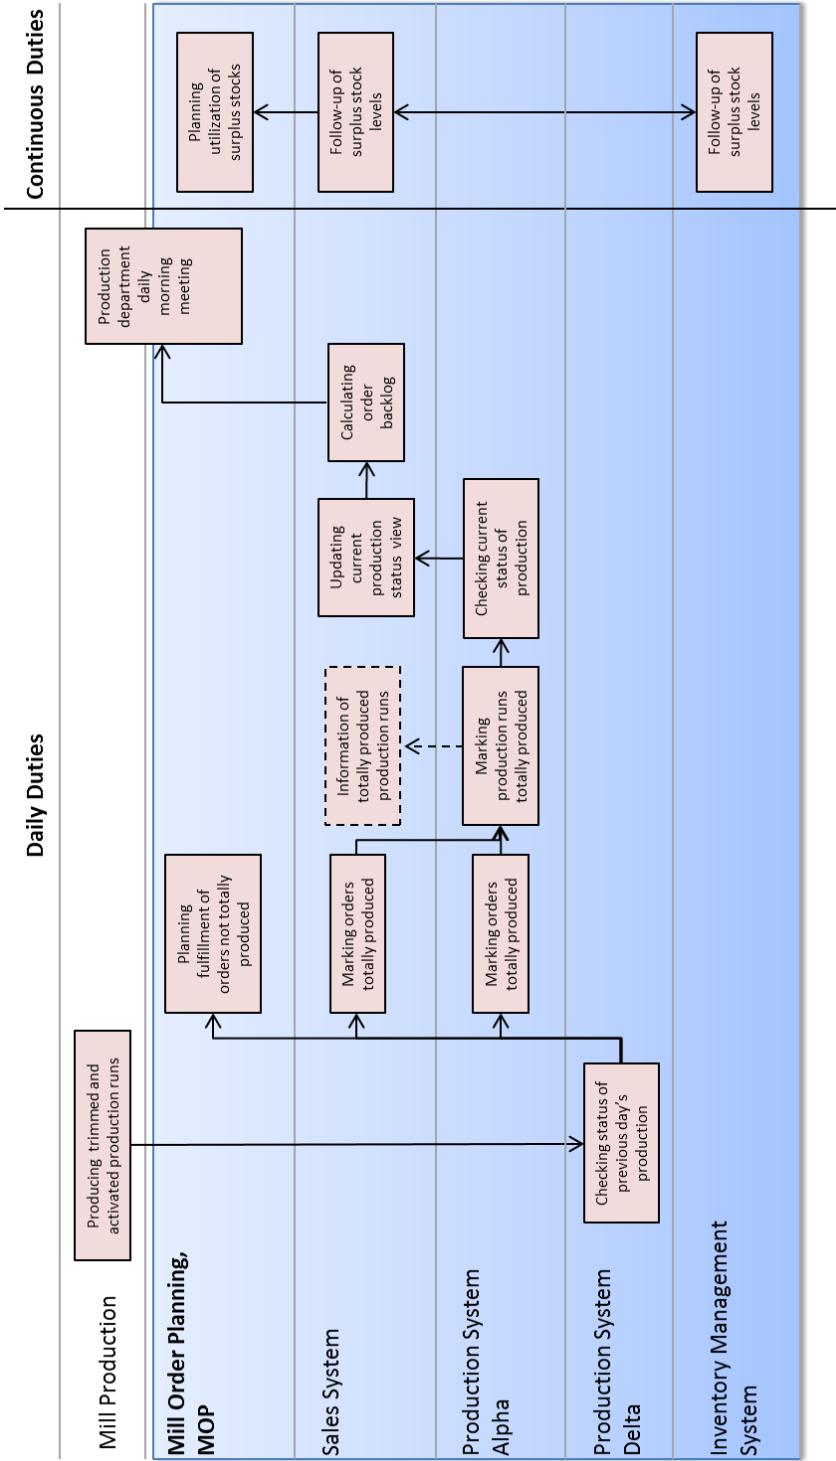 Daily Duties
Continuous Duties
Mill Production
Producing trimmed and
activated production runs
Production
department
daily
morning
meeting
Mill Order Planning,
MOP
Planning
fulfillment of
orders not totally
produced
Planning
utilization of
surplus stocks
Sales System
Marking orders
totally produced
Information of
totally produced
production runs
Updating
current
production
status view
Calculating
order
backlog
Follow-up of
surplus stock
levels
Production System
Alpha
Marking orders
totally produced
Marking
production runs
totally produced
Checking current
status of
production
Production System
Delta
Checking status of
previous day's
production
Inventory Management
System
Follow-up of
surplus stock
levels